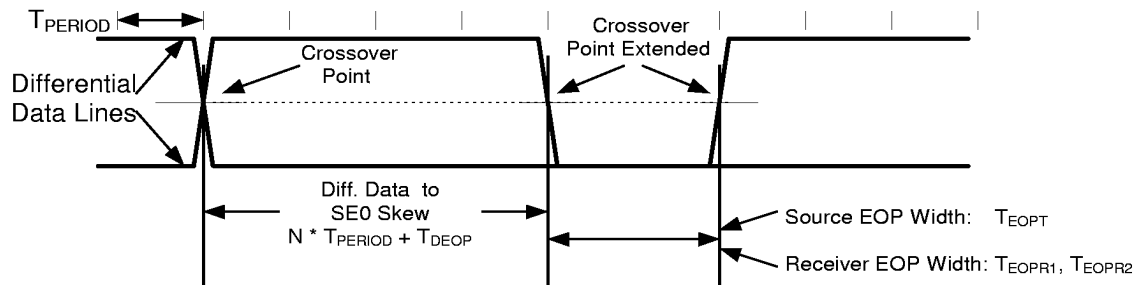 TPERIOD
Crossover
Point Extended
Crossover
Point
Differential
Data Lines
Diff. Data to
SE0 Skew
N * TPERIOD + TDEOP
Source EOP Width: TEOPT
Receiver EOP Width: TEOPR1, TEOPR2